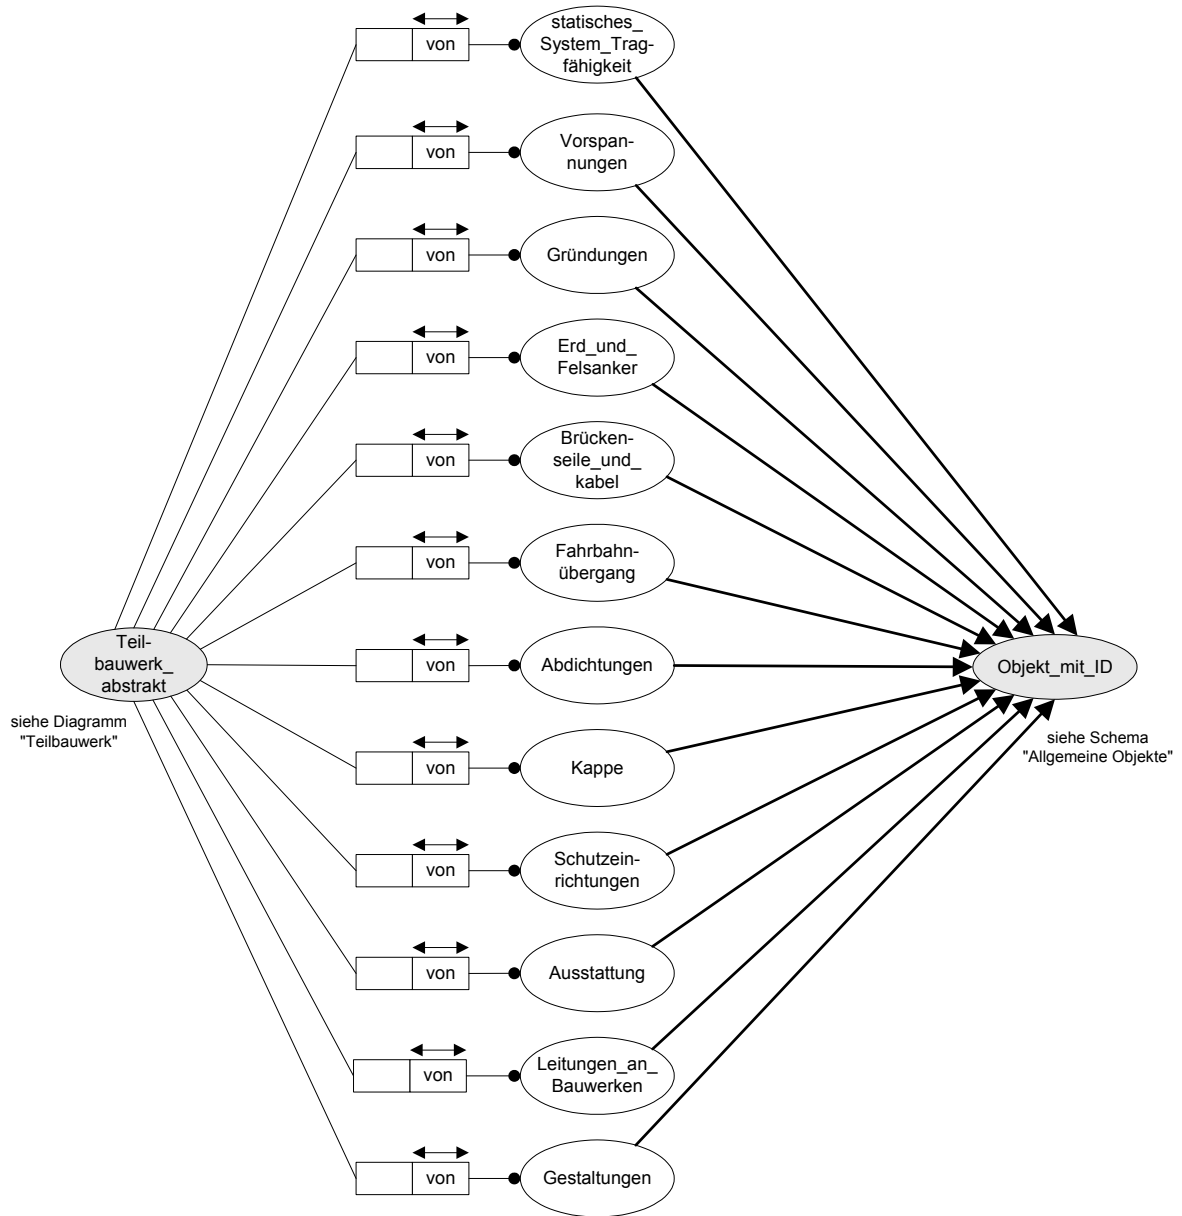 von
statisches_
System_Trag-
fähigkeit
von
Vorspan-
nungen
von
Gründungen
von
Erd_und_
Felsanker
von
Brücken-
seile_und_
kabel
von
Fahrbahn-
übergang
Teil-
bauwerk_
abstrakt
siehe Diagramm
"Teilbauwerk"
von
Abdichtungen
Objekt_mit_ID
siehe Schema
"Allgemeine Objekte"
von
Kappe
von
Schutzein-
richtungen
von
Ausstattung
von
Leitungen_an_
Bauwerken
von
Gestaltungen